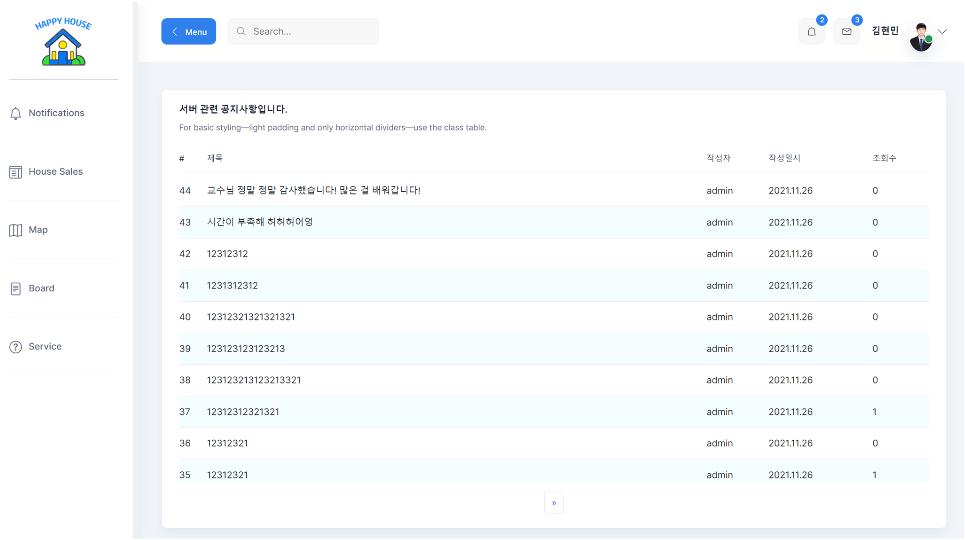 HAPPY HOUSE
Menu
Search...
2
3
김현민
Notifications
House Sales
Map
Board
Service
서버 관련 공지사항입니다.
For basic styling—light padding and only horizontal dividers—use the class table.
# 제목 작성자 작성일시 조회수
44 교수님 정말 정말 감사했습니다! 많은 걸 배워갑니다! admin 2021.11.26 0
43 시간이 부족해 허허허어엉 admin 2021.11.26 0
42 12312312 admin 2021.11.26 0
41 1231312312 admin 2021.11.26 0
40 12312321321321321 admin 2021.11.26 0
39 123123123123213 admin 2021.11.26 0
38 123123213123213321 admin 2021.11.26 0
37 12312312321321 admin 2021.11.26 1
36 12312321 admin 2021.11.26 0
35 12312321 admin 2021.11.26 1
»